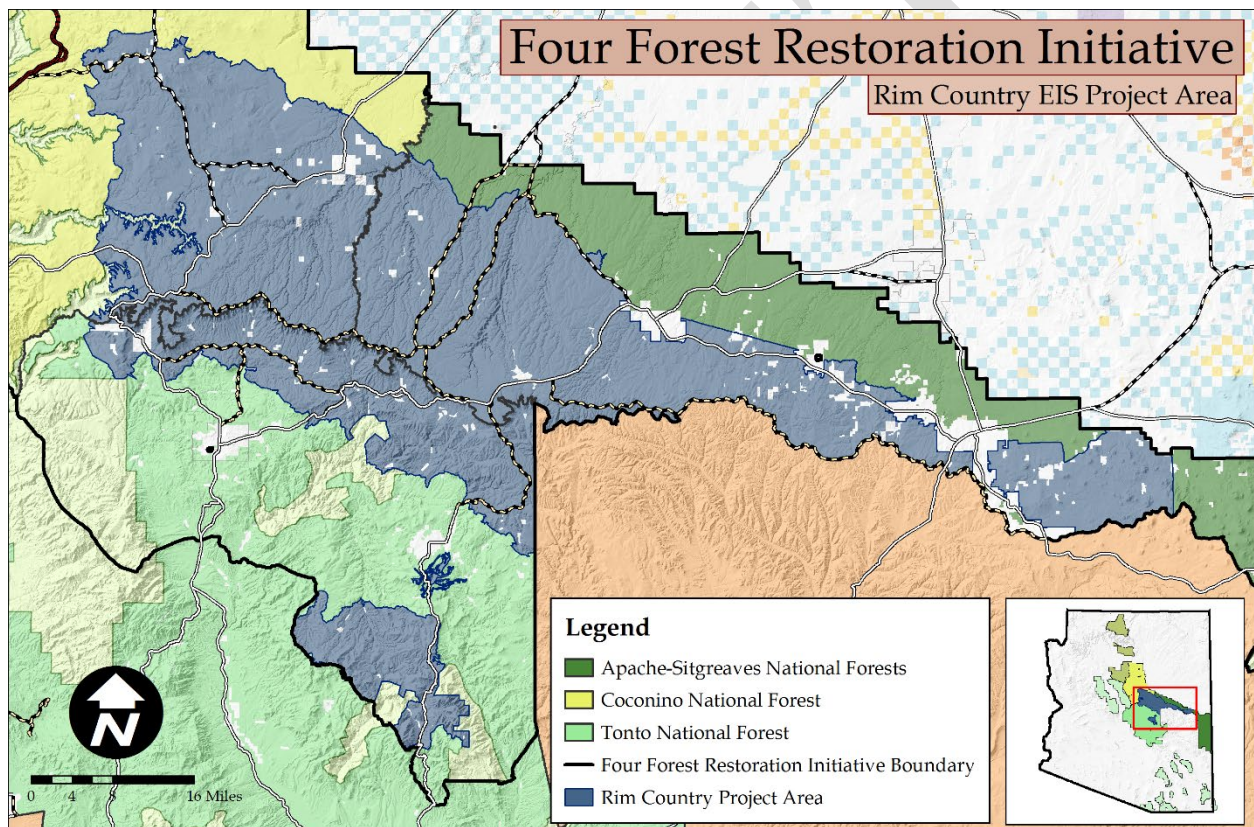 Four Forest Restoration Initiative
Rim Country EIS Project Area
Legend
Apache-Sitgreaves National Forests
Coconino National Forest
Tonto National Forest
Four Forest Restoration Initiative Boundary
Rim Country Project Area
N
0 4 8 16 Miles